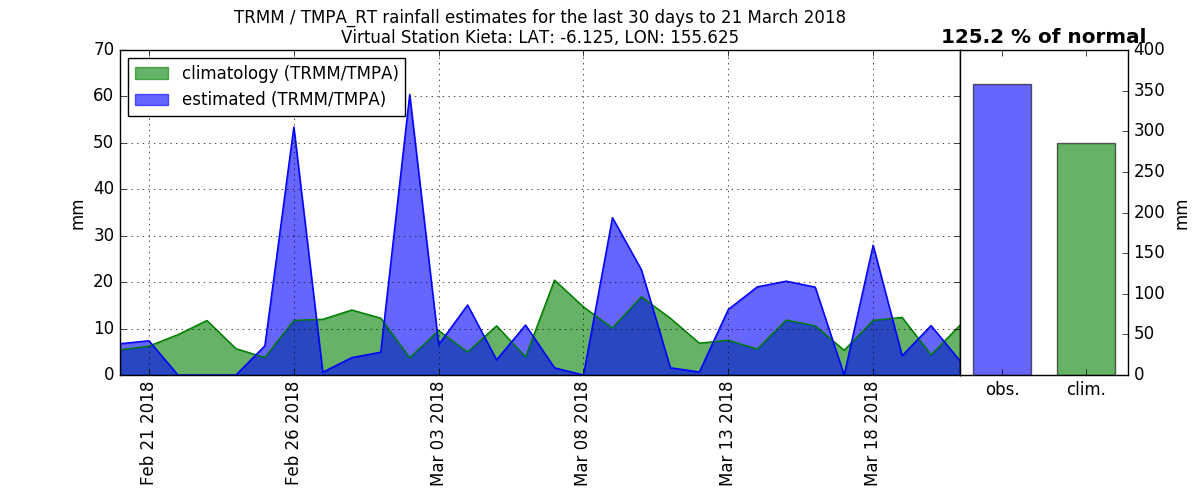 TRMM / TMPA_RT rainfall estimates for the last 30 days to 21 March 2018
Virtual Station Kieta: LAT: -6.125, LON: 155.625
125.2 % of normal
climatology (TRMM/TMPA)
estimated (TRMM/TMPA)
mm
70
60
50
40
30
20
10
0
Feb 21 2018
Feb 26 2018
Mar 03 2018
Mar 08 2018
Mar 13 2018
Mar 18 2018
400
350
300
250
200
150
100
50
0
mm
obs.
clim.